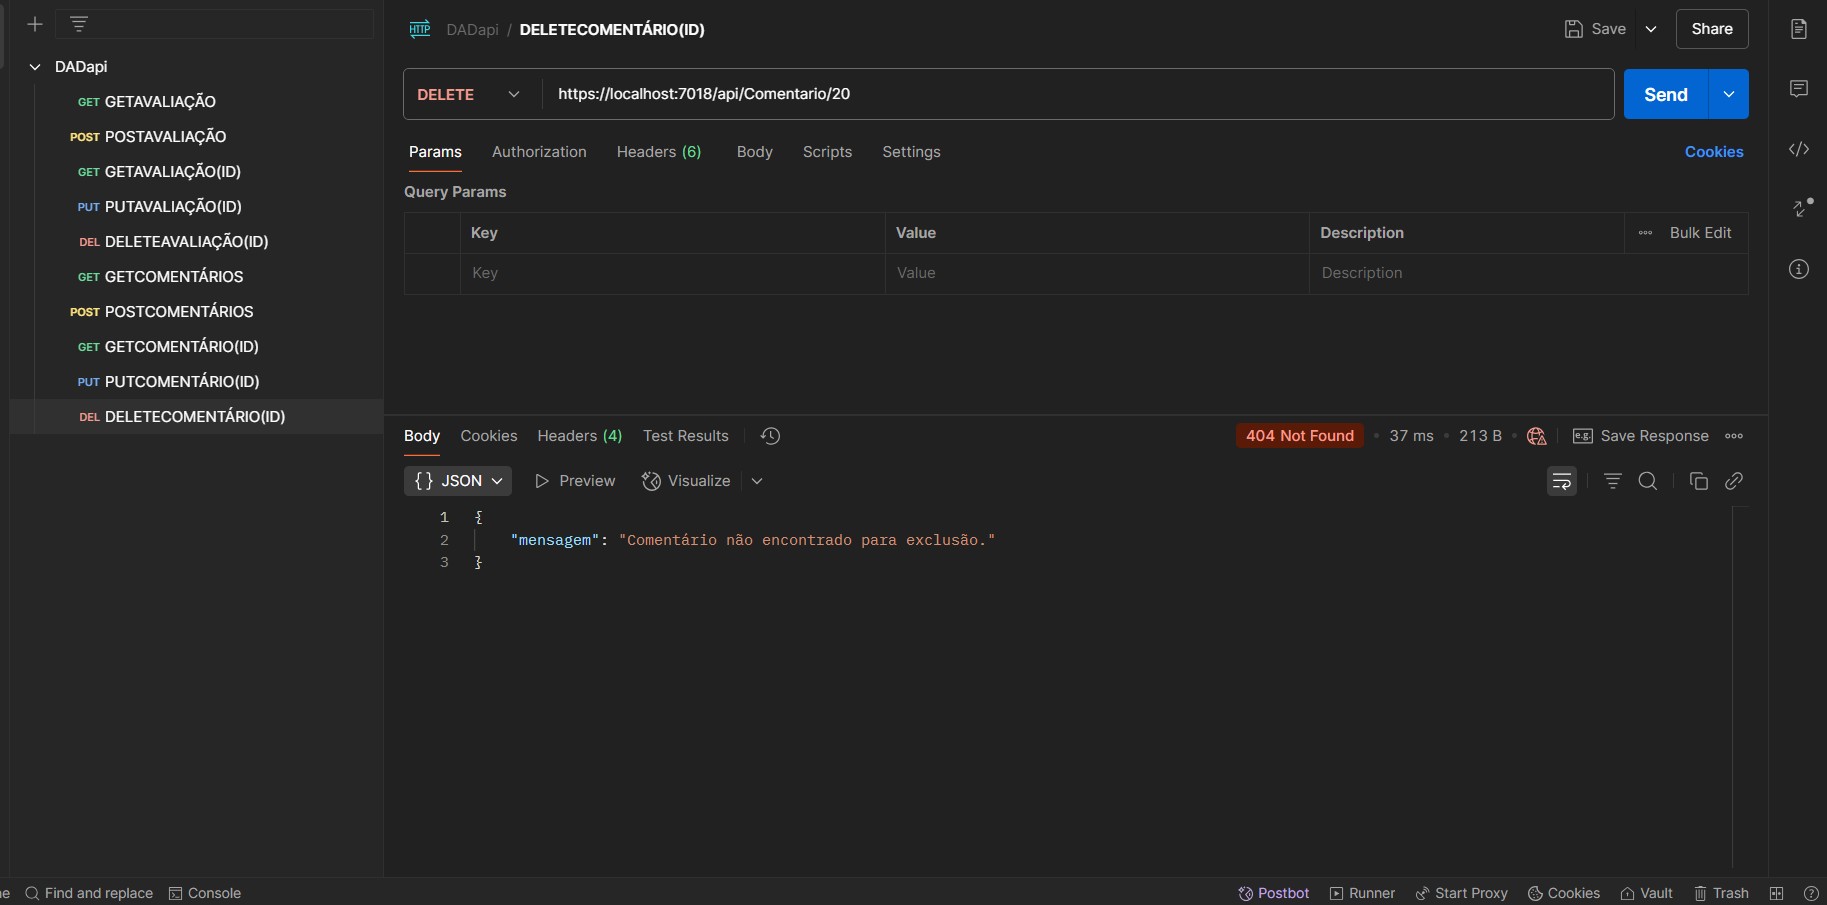 DADapi
GET GETAVALIAÇÃO
POST POSTAVALIAÇÃO
GET GETAVALIAÇÃO(ID)
PUT PUTAVALIAÇÃO(ID)
DEL DELETEAVALIAÇÃO(ID)
GET GETCOMENTÁRIOS
POST POSTCOMENTÁRIOS
GET GETCOMENTÁRIO(ID)
PUT PUTCOMENTÁRIO(ID)
DEL DELETECOMENTÁRIO(ID)
HTTP DADapi / DELETECOMENTÁRIO(ID) Save Share
DELETE https://localhost:7018/api/Comentario/20 Send
Params Authorization Headers (6) Body Scripts Settings Cookies
Query Params
Key Value Description Bulk Edit
Key Value Description
Body Cookies Headers (4) Test Results 404 Not Found 37 ms 213 B e.g. Save Response
{} JSON Preview Visualize
1 {
2 "mensagem": "Comentário não encontrado para exclusão."
3 }
ne Find and replace Console Postbot Runner Start Proxy Cookies Vault Trash